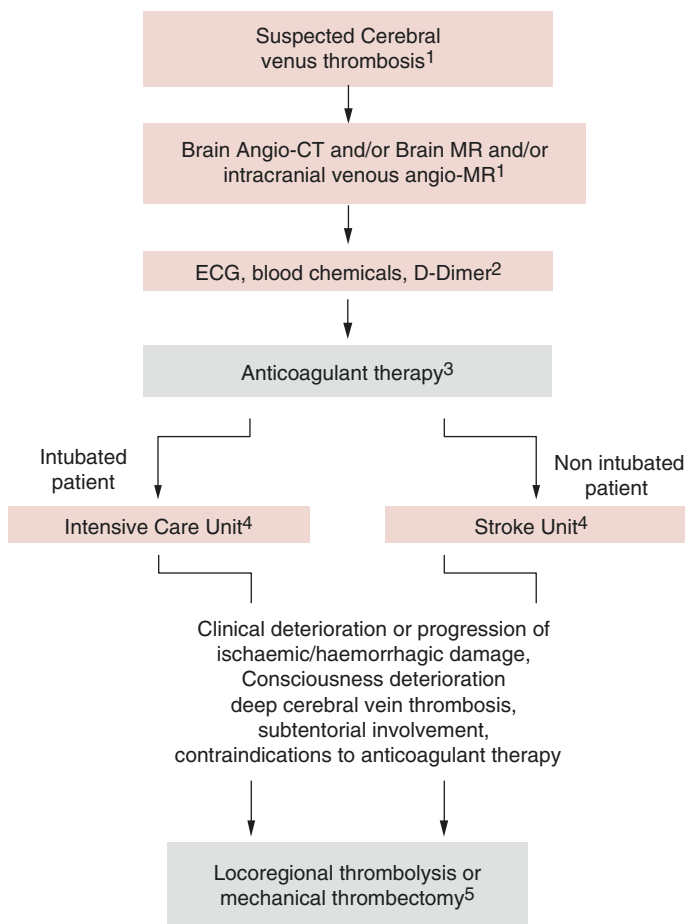 Suspected Cerebral
venus thrombosis1
Brain Angio-CT and/or Brain MR and/or
intracranial venous angio-MR1
ECG, blood chemicals, D-Dimer2
Anticoagulant therapy3
Intubated
patient
Non intubated
patient
Intensive Care Unit4
Stroke Unit4
Clinical deterioration or progression of
ischaemic/haemorrhagic damage,
Consciousness deterioration
deep cerebral vein thrombosis,
subtentorial involvement,
contraindications to anticoagulant therapy
Locoregional thrombolysis or
mechanical thrombectomy5